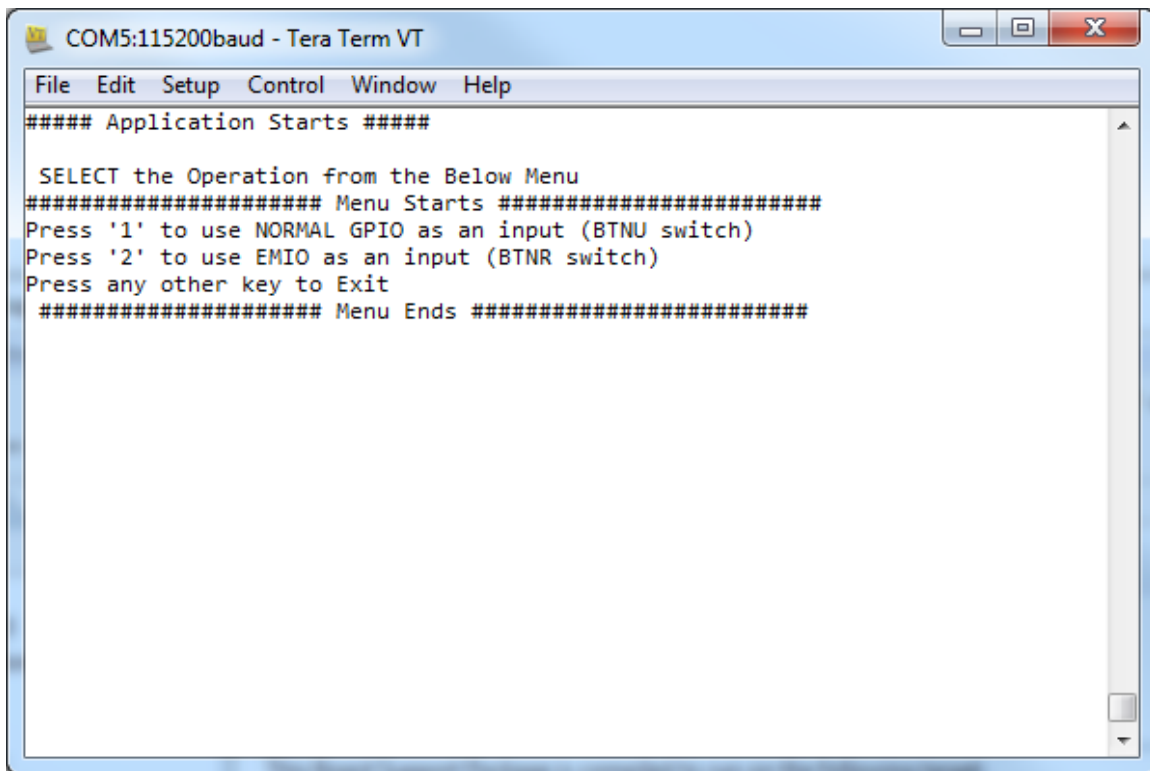 COM5:115200baud - Tera Term VT
File Edit Setup Control Window Help
##### Application Starts #####
SELECT the Operation from the Below Menu
###################### Menu Starts ########################
Press '1' to use NORMAL GPIO as an input (BTNU switch)
Press '2' to use EMIO as an input (BTNR switch)
Press any other key to Exit
##################### Menu Ends #########################